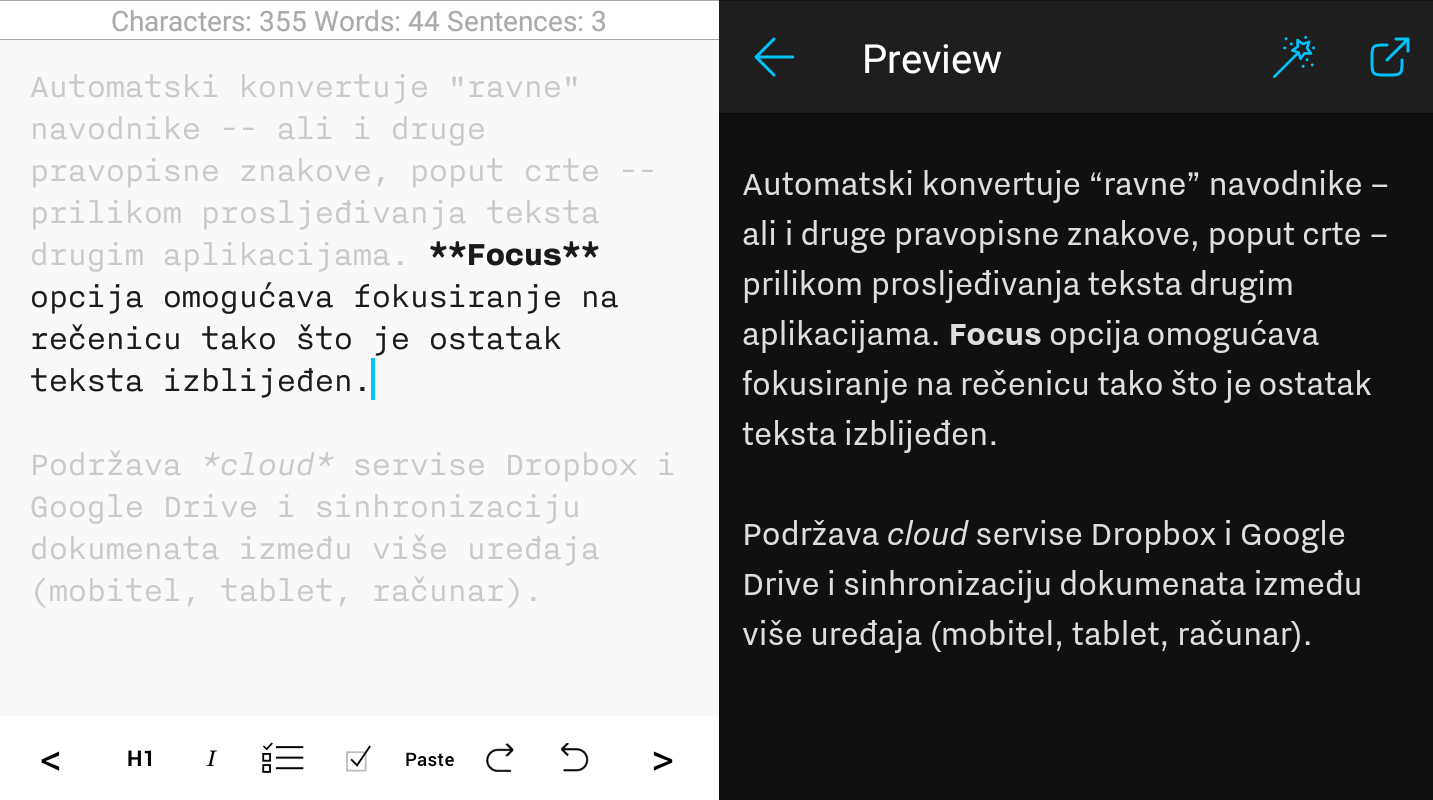 Characters: 355 Words: 44 Sentences: 3
Automatski konvertuje "ravne"
navodnike -- ali i druge
pravopisne znakove, poput crte --
prilikom prosljeđivanja teksta
drugim aplikacijama. **Focus**
opcija omogućava fokusiranje na
rečenicu tako što je ostatak
teksta izblijeđen.
Podržava *cloud* servise Dropbox i
Google Drive i sinhronizaciju
dokumenata između više uređaja
(mobitel, tablet, računar).
< H1 I Paste >
Preview
Automatski konvertuje “ravne” navodnike –
ali i druge pravopisne znakove, poput crte –
prilikom prosljeđivanja teksta drugim
aplikacijama. Focus opcija omogućava
fokusiranje na rečenicu tako što je ostatak
teksta izblijeđen.
Podržava cloud servise Dropbox i Google
Drive i sinhronizaciju dokumenata između
više uređaja (mobitel, tablet, računar).